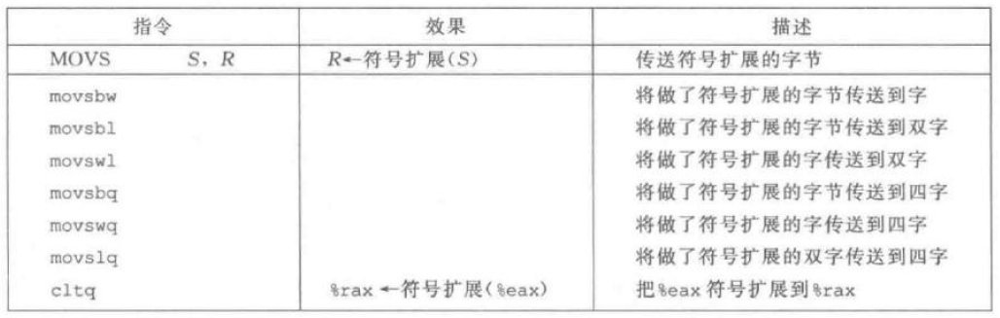 指令 效果 描述
MOVS S, R R←符号扩展(S) 传送符号扩展的字节
movsbw 将做了符号扩展的字节传送到字
movsbl 将做了符号扩展的字节传送到双字
movswl 将做了符号扩展的字传送到双字
movsbq 将做了符号扩展的字节传送到四字
movswq 将做了符号扩展的字传送到四字
movslq 将做了符号扩展的双字传送到四字
cltq %rax ←符号扩展(%eax) 把%eax 符号扩展到%rax